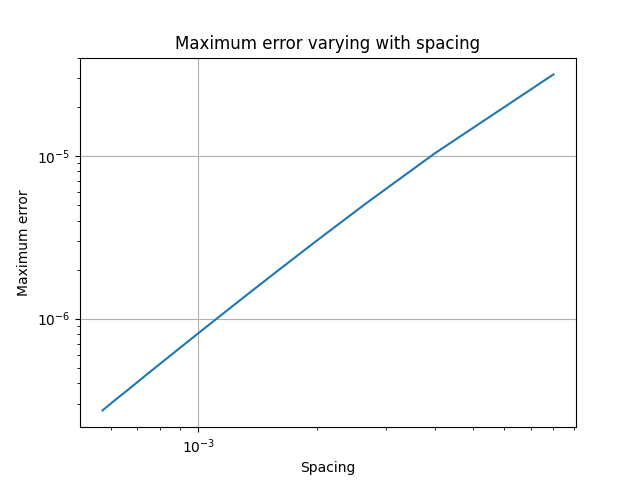 Maximum error varying with spacing
Maximum error
10⁻⁵
10⁻⁶
10⁻³
Spacing